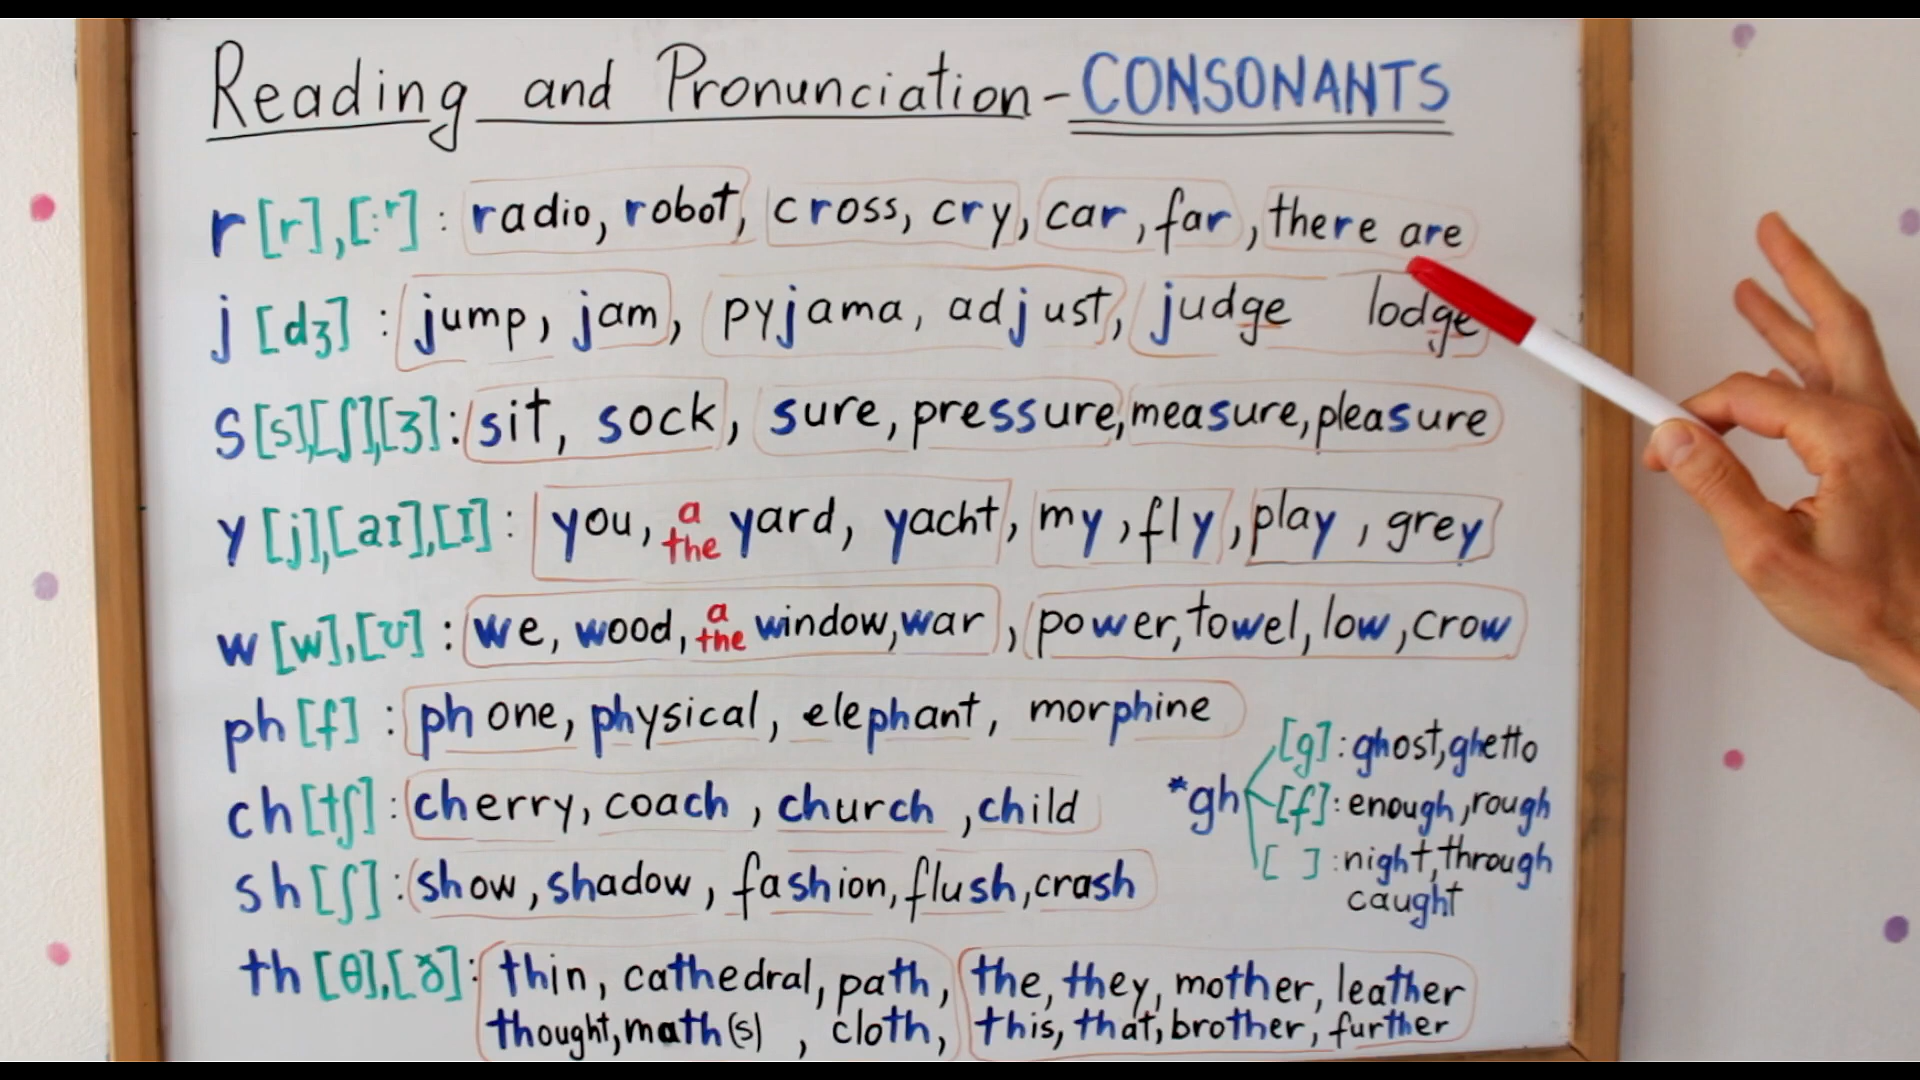 Reading and Pronunciation - CONSONANTS
r [r], [:ʳ] : radio, robot, cross, cry, car, far, there are
j [dʒ] : jump, jam, pyjama, adjust, judge lodge
s [s],[ʃ],[ʒ] : sit, sock, sure, pressure, measure, pleasure
y [j],[aɪ],[ɪ] : you, a/the yard, yacht, my, fly, play, grey
w [w],[ʊ] : we, wood, a/the window, war, power, towel, low, crow
ph [f] : phone, physical, elephant, morphine
ch [tʃ] : cherry, coach, church, child
sh [ʃ] : show, shadow, fashion, flush, crash
*gh
[g] : ghost, ghetto
[f] : enough, rough
[ ] : night, through
caught
th [θ],[ð] : thin, cathedral, path, the, they, mother, leather
thought, math(s), cloth, this, that, brother, further